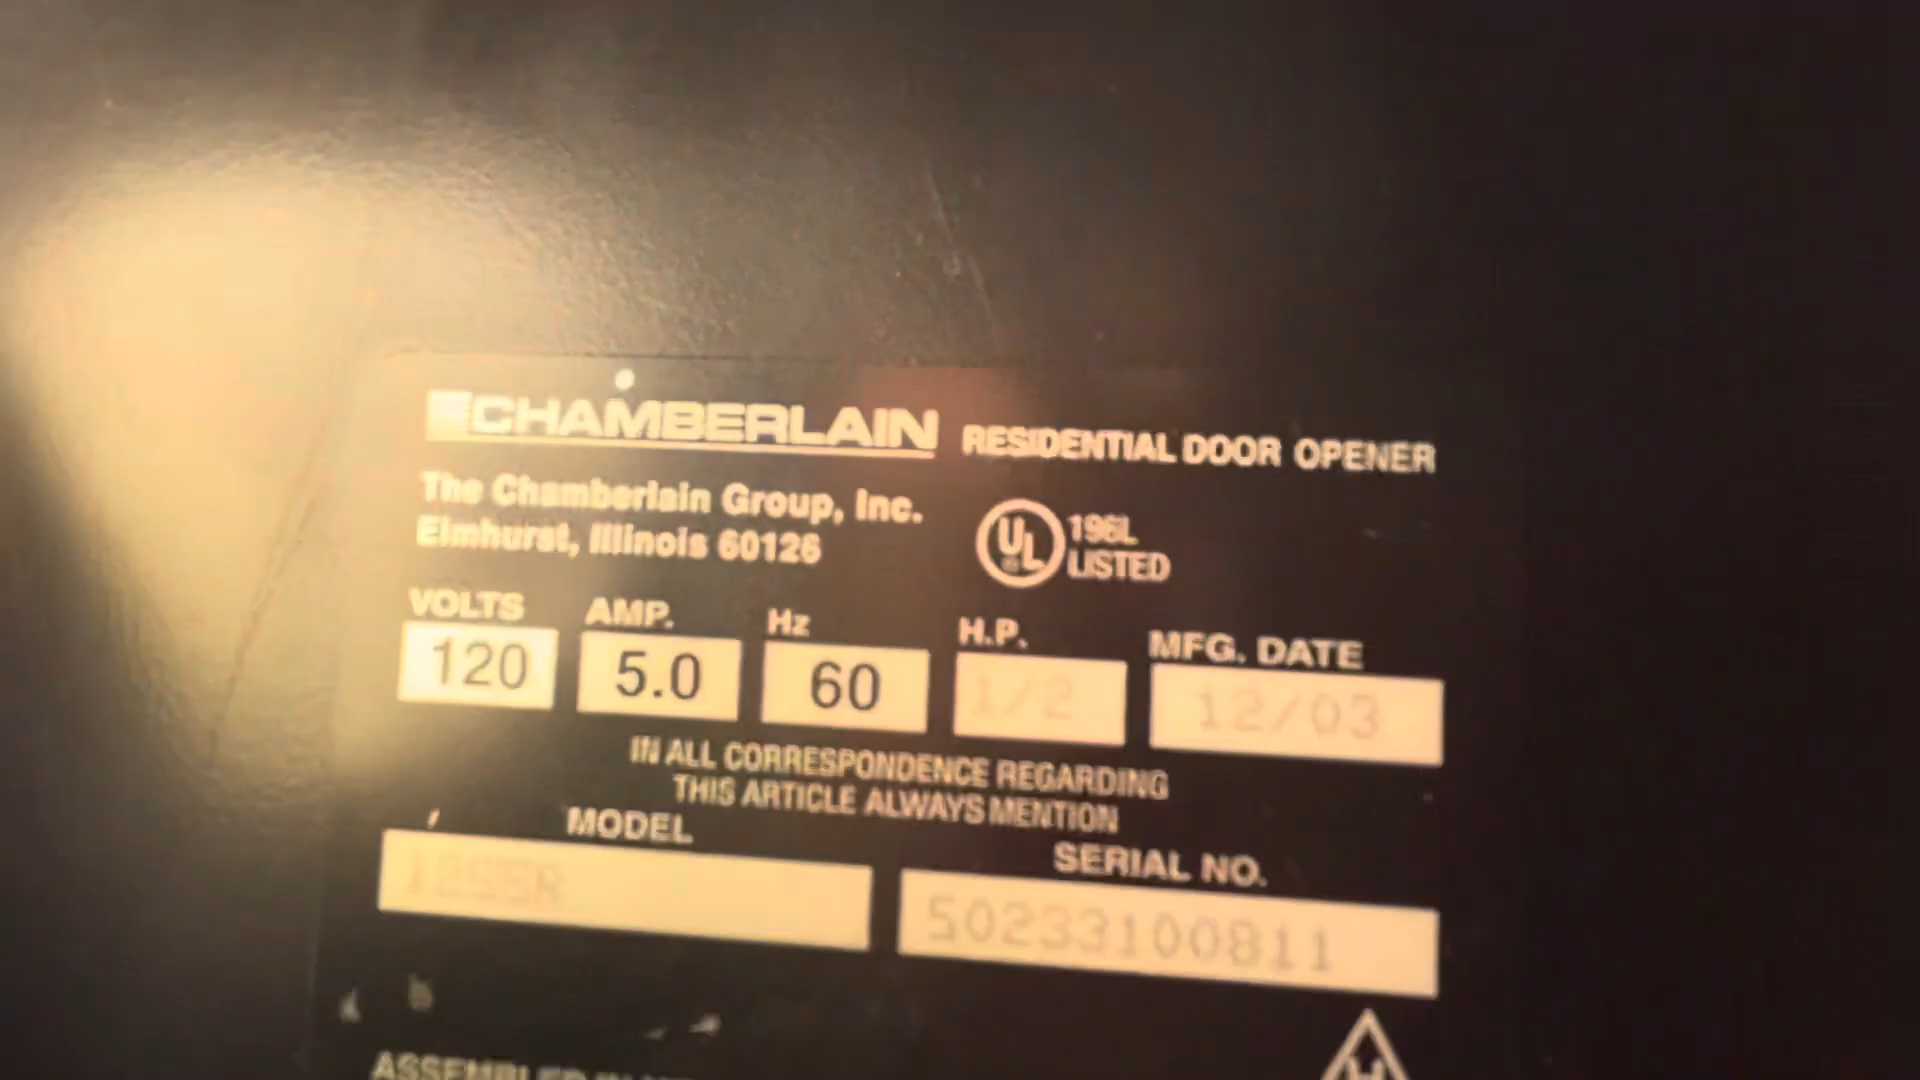 CHAMBERLAIN RESIDENTIAL DOOR OPENER
The Chamberlain Group, Inc.
Elmhurst, Illinois 60126
UL 196L
LISTED
VOLTS AMP. Hz H.P. MFG. DATE
120 5.0 60 1/2 12/03
IN ALL CORRESPONDENCE REGARDING
THIS ARTICLE ALWAYS MENTION
MODEL SERIAL NO.
1255R 50233100811
H
ASSEMBLED IN